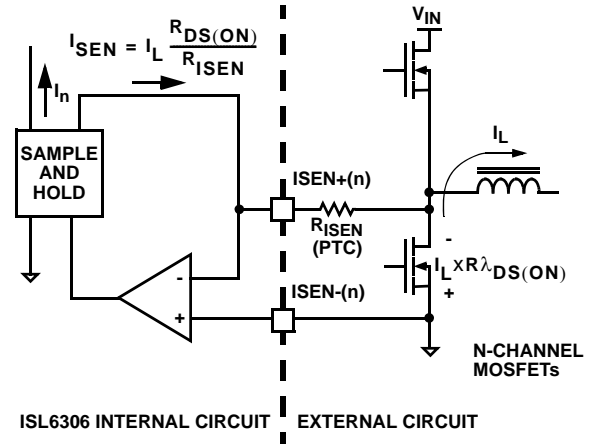 I_SEN = I_L R_DS(ON) / R_ISEN
V_IN
I_n
SAMPLE
AND
HOLD
I_L
ISEN+(n)
R_ISEN
(PTC)
-
I_L xRλ_DS(ON)
+
-
+
ISEN-(n)
N-CHANNEL
MOSFETs
ISL6306 INTERNAL CIRCUIT
EXTERNAL CIRCUIT